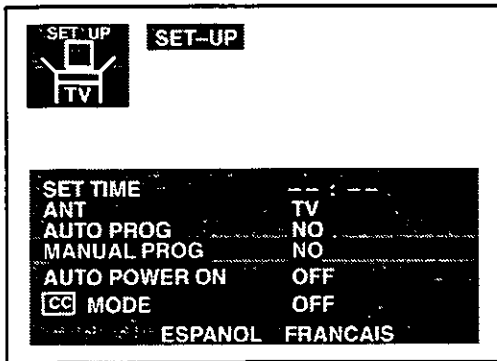 SET UP
TV
SET–UP
SET TIME – – : – –
ANT TV
AUTO PROG NO
MANUAL PROG NO
AUTO POWER ON OFF
CC MODE OFF
ESPANOL FRANCAIS